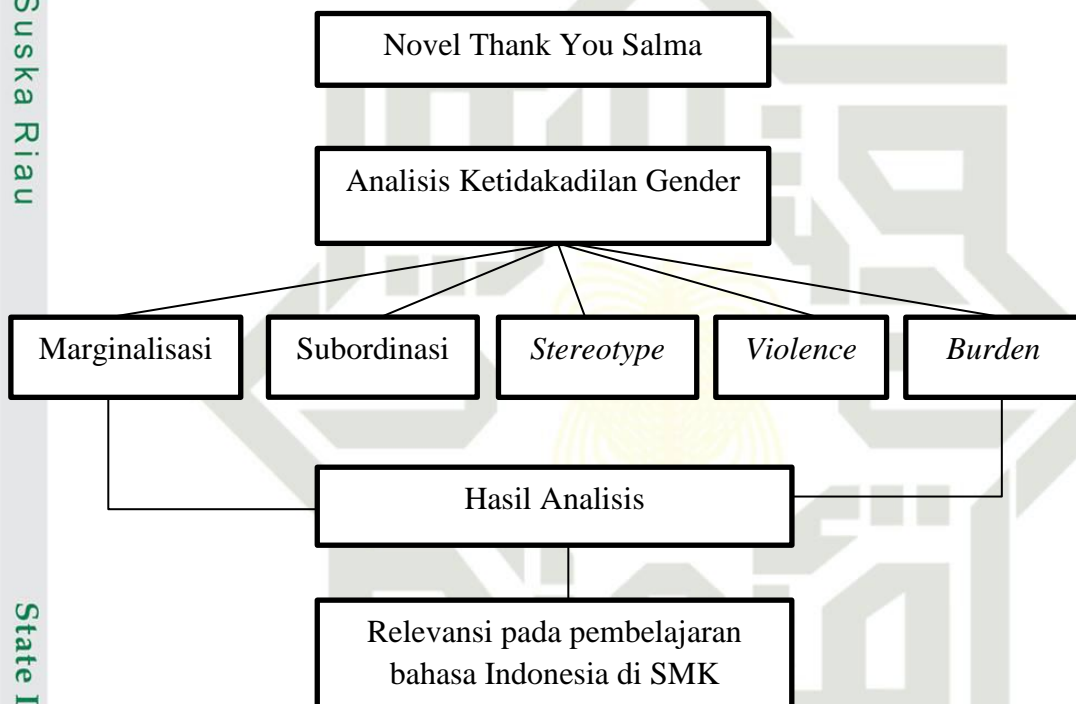 Suska Riau
State I
Novel Thank You Salma
Analisis Ketidakadilan Gender
Marginalisasi
Subordinasi
Stereotype
Violence
Burden
Hasil Analisis
Relevansi pada pembelajaran
bahasa Indonesia di SMK